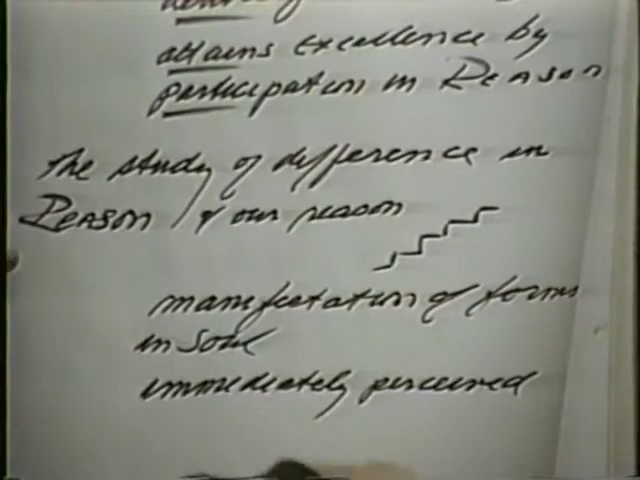 attains excellence by
participation in Reason
The study of difference in
Reason / & our reason
manifestation of forms
in Soul
immediately perceived